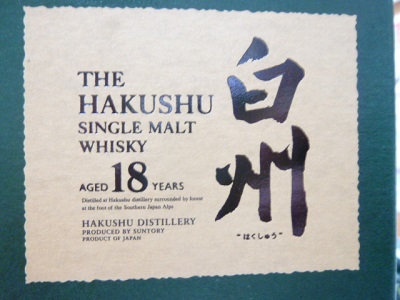 THE
HAKUSHU
SINGLE MALT
WHISKY
AGED 18 YEARS
Distilled at Hakushu distillery surrounded by forest
at the foot of the Southern Japan Alps
HAKUSHU DISTILLERY
PRODUCED BY SUNTORY
PRODUCT OF JAPAN
白州
"はくしゅう"